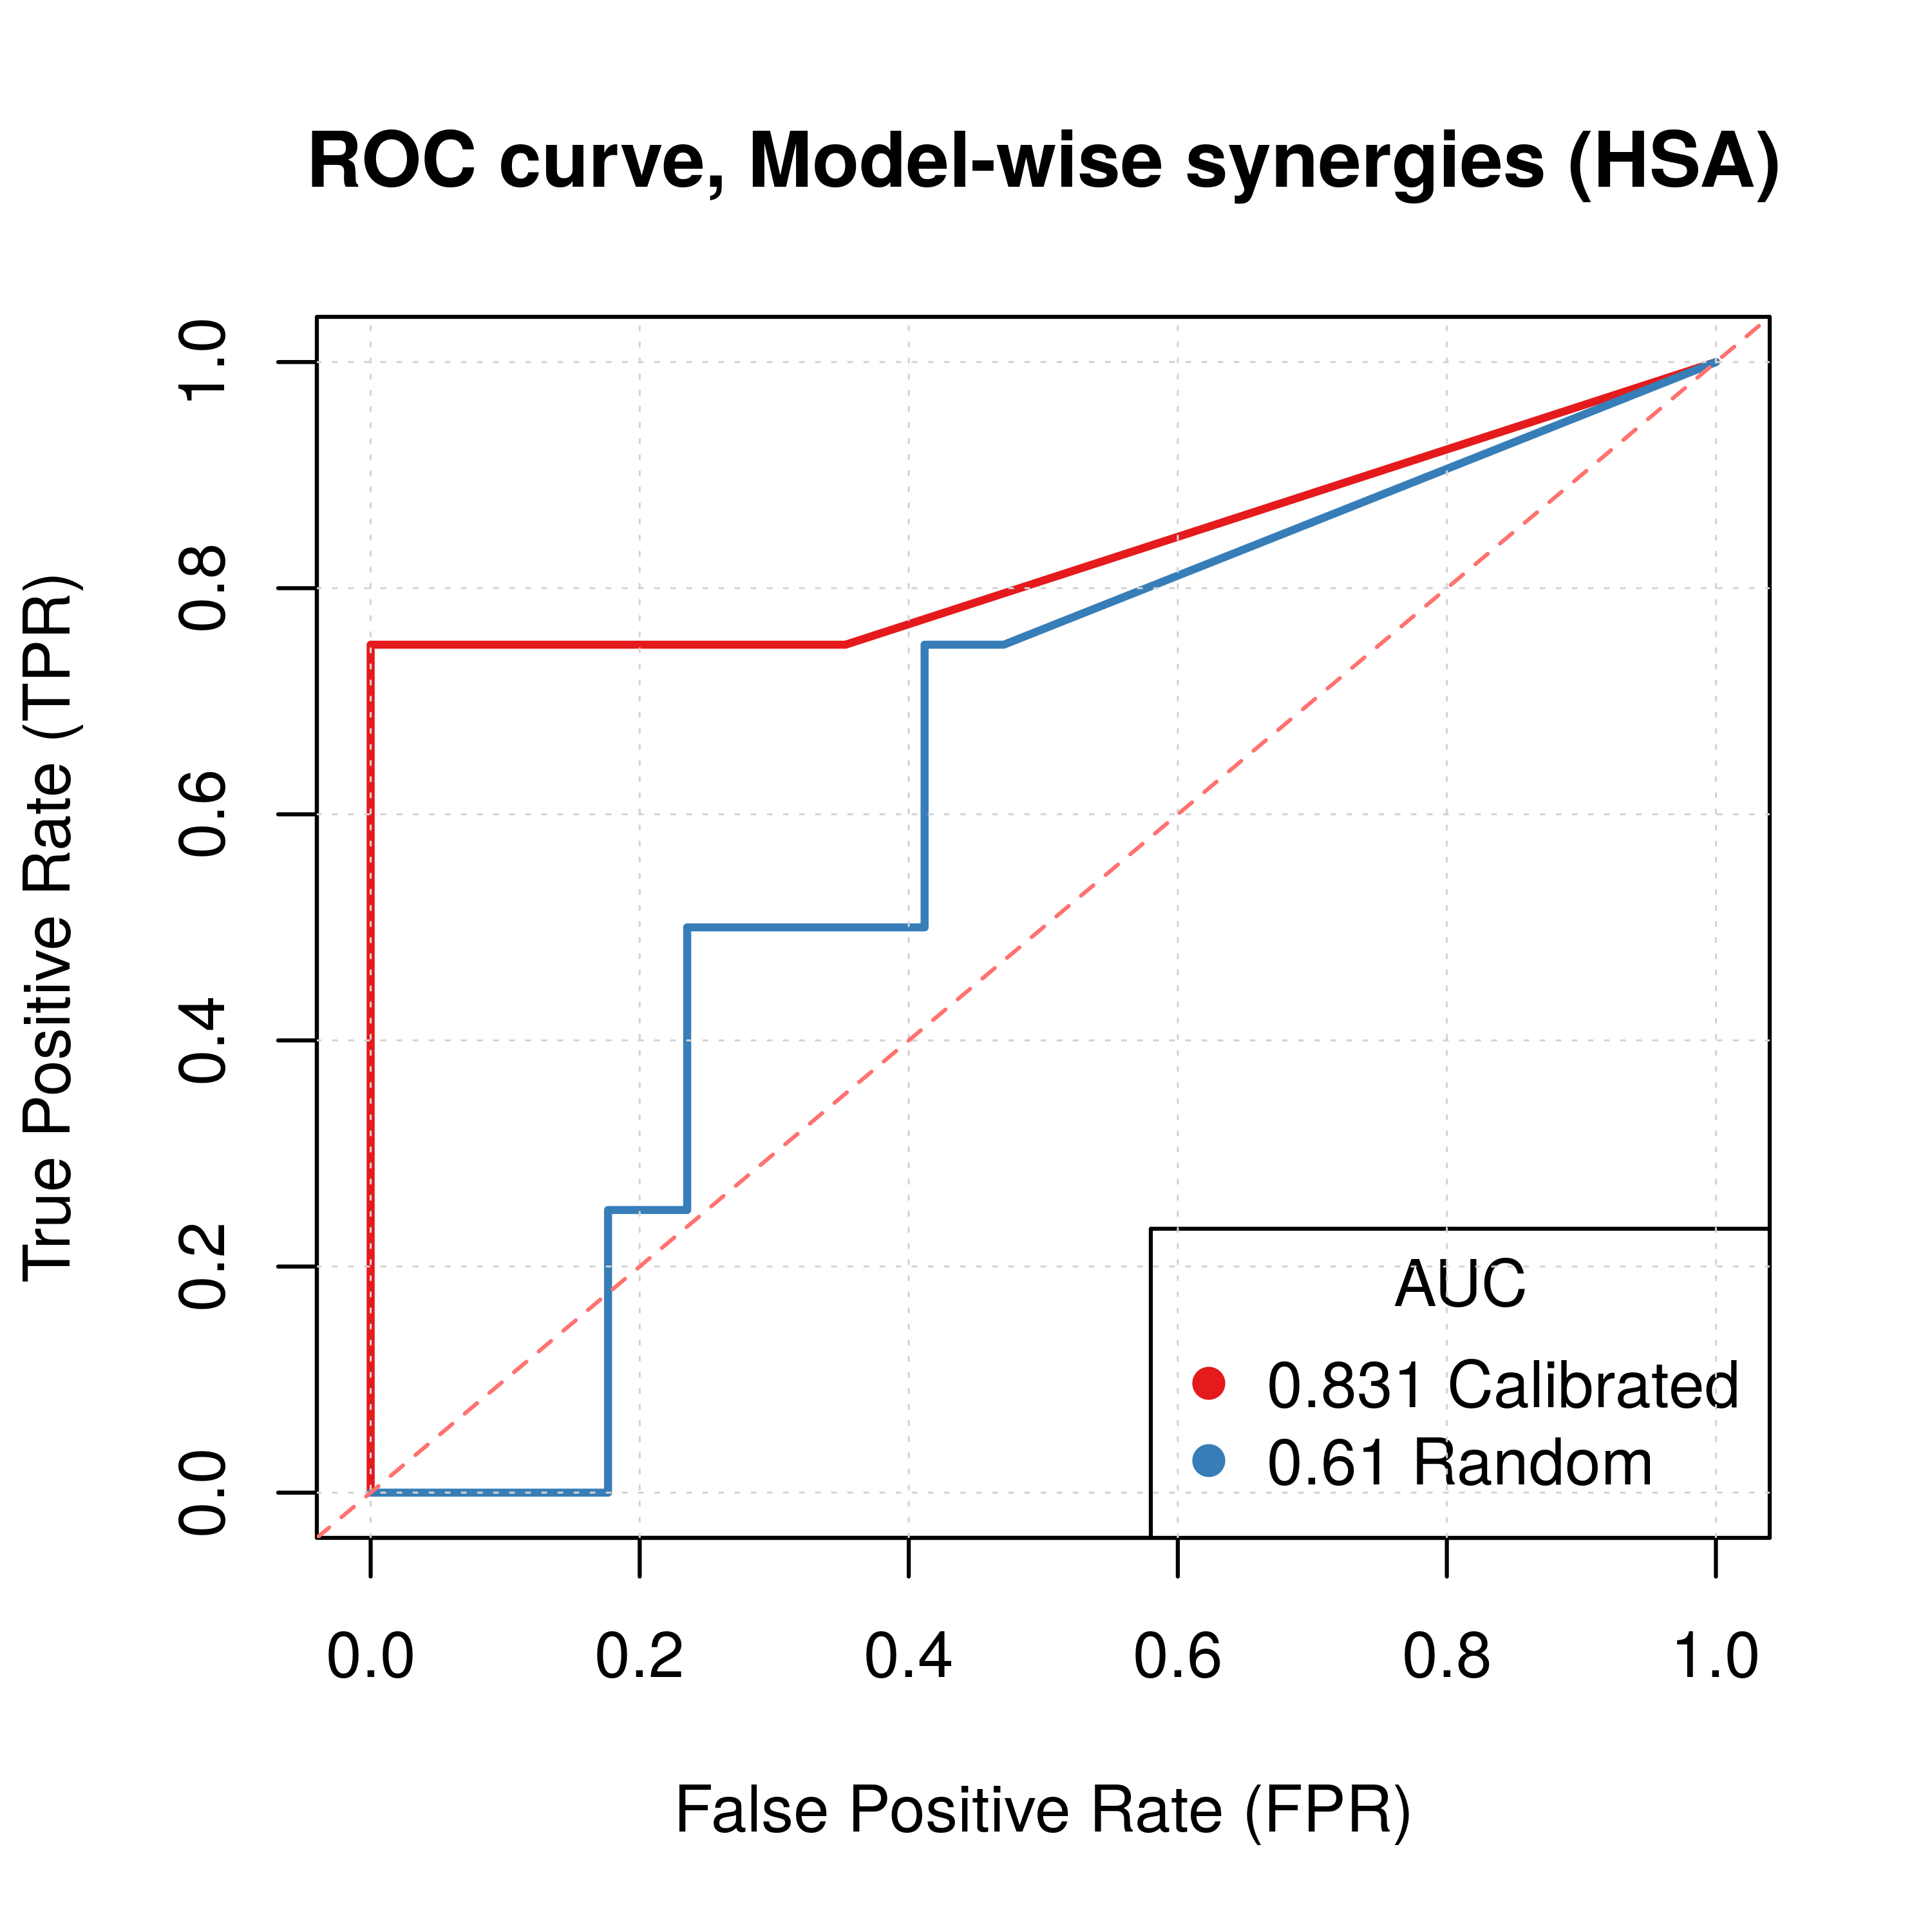 ROC curve, Model-wise synergies (HSA)
True Positive Rate (TPR)
1.0
0.8
0.6
0.4
0.2
0.0
AUC
0.831 Calibrated
0.61 Random
0.0 0.2 0.4 0.6 0.8 1.0
False Positive Rate (FPR)